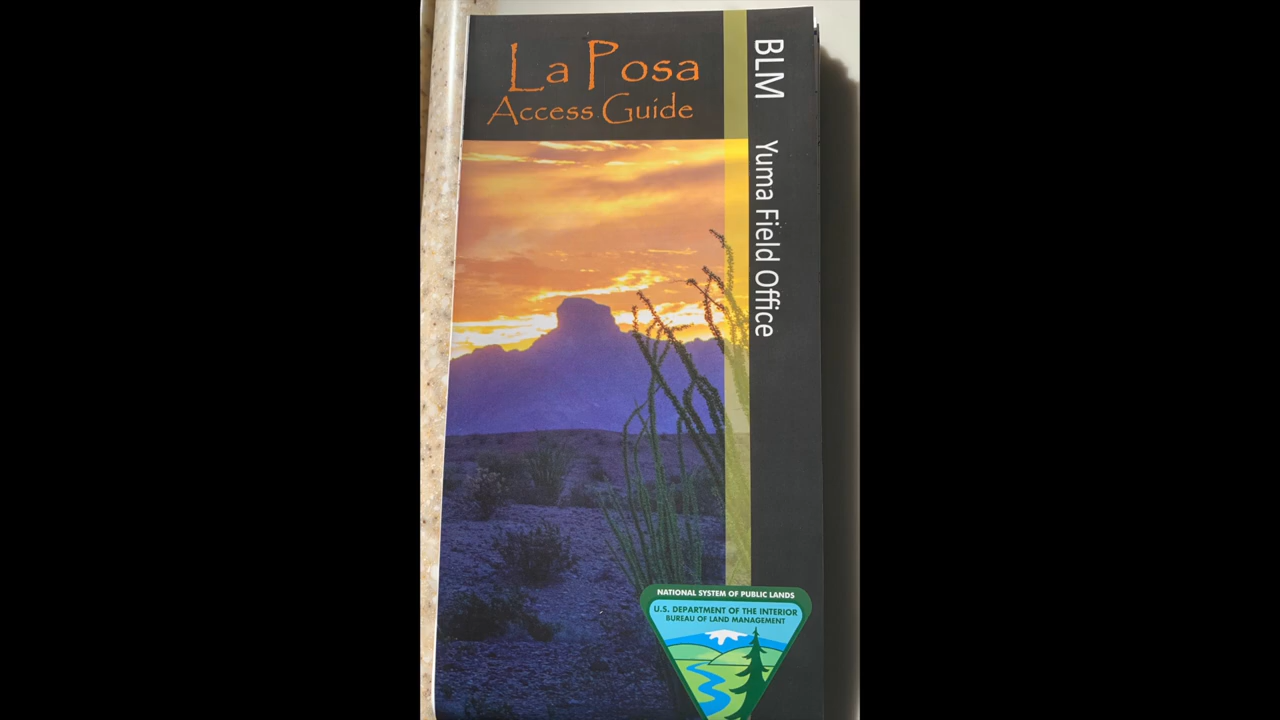 La Posa
Access Guide
BLM Yuma Field Office
NATIONAL SYSTEM OF PUBLIC LANDS
U.S. DEPARTMENT OF THE INTERIOR
BUREAU OF LAND MANAGEMENT